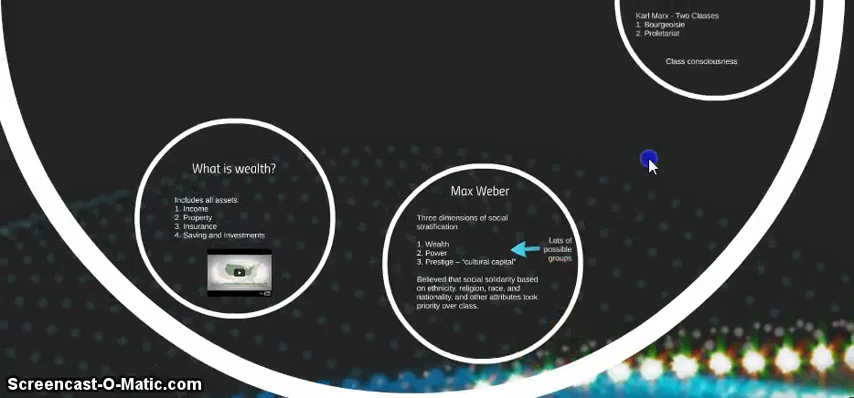 Karl Marx - Two Classes
1. Bourgeoisie
2. Proletariat
Class consciousness
What is wealth?
Includes all assets:
1. Income
2. Property
3. Insurance
4. Saving and Investments
Max Weber
Three dimensions of social
stratification
1. Wealth
2. Power
3. Prestige – "cultural capital"
Lots of
possible
groups
Believed that social solidarity based
on ethnicity, religion, race, and
nationality, and other attributes took
priority over class.
Screencast-O-Matic.com